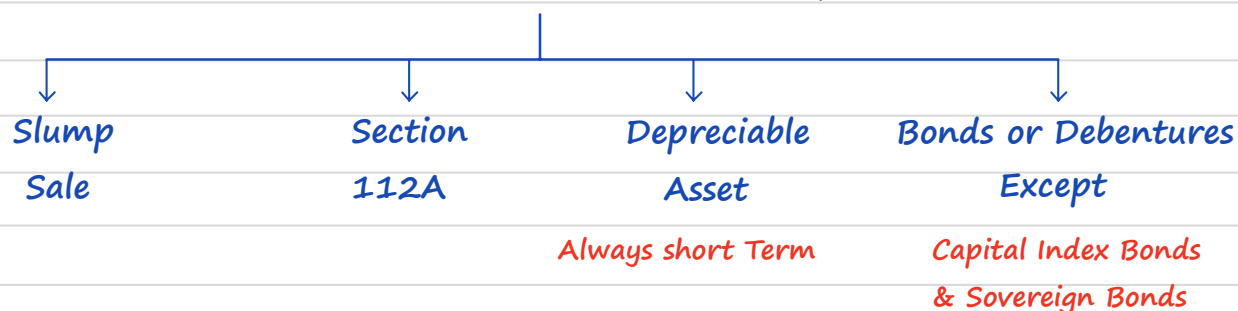 Slump
Sale
Section
112A
Depreciable
Asset
Always short Term
Bonds or Debentures
Except
Capital Index Bonds
& Sovereign Bonds